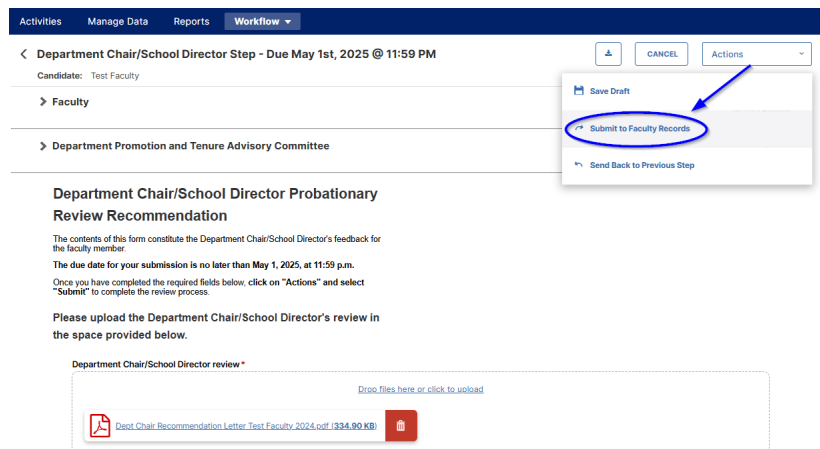 Activities Manage Data Reports Workflow
Department Chair/School Director Step - Due May 1st, 2025 @ 11:59 PM
CANCEL
Actions
Candidate: Test Faculty
Save Draft
Submit to Faculty Records
Send Back to Previous Step
Faculty
Department Promotion and Tenure Advisory Committee
Department Chair/School Director Probationary
Review Recommendation
The contents of this form constitute the Department Chair/School Director's feedback for
the faculty member.
The due date for your submission is no later than May 1, 2025, at 11:59 p.m.
Once you have completed the required fields below, click on "Actions" and select
"Submit" to complete the review process.
Please upload the Department Chair/School Director's review in
the space provided below.
Department Chair/School Director review *
Drop files here or click to upload
Dept Chair Recommendation Letter Test Faculty 2024.pdf (334.90 KB)